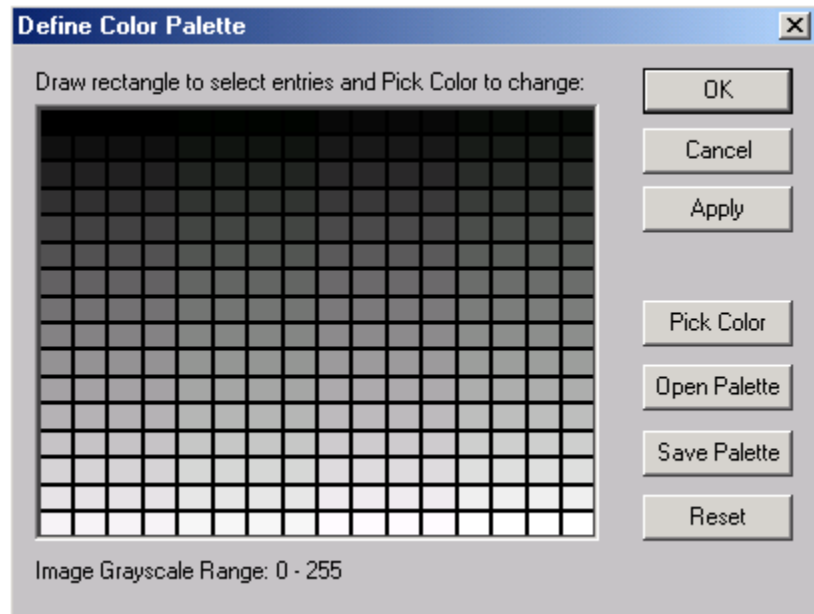 Define Color Palette
Draw rectangle to select entries and Pick Color to change:
OK
Cancel
Apply
Pick Color
Open Palette
Save Palette
Reset
Image Grayscale Range: 0 - 255